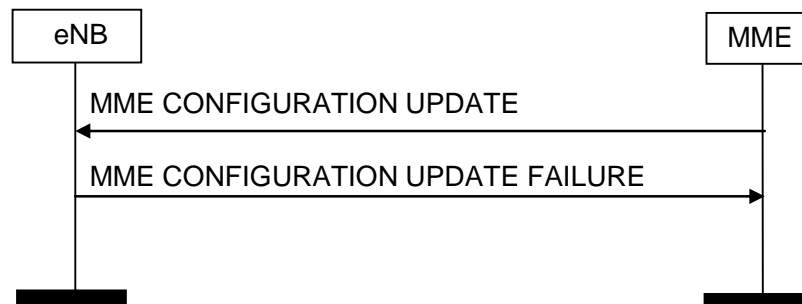 eNB
MME
MME CONFIGURATION UPDATE
MME CONFIGURATION UPDATE FAILURE